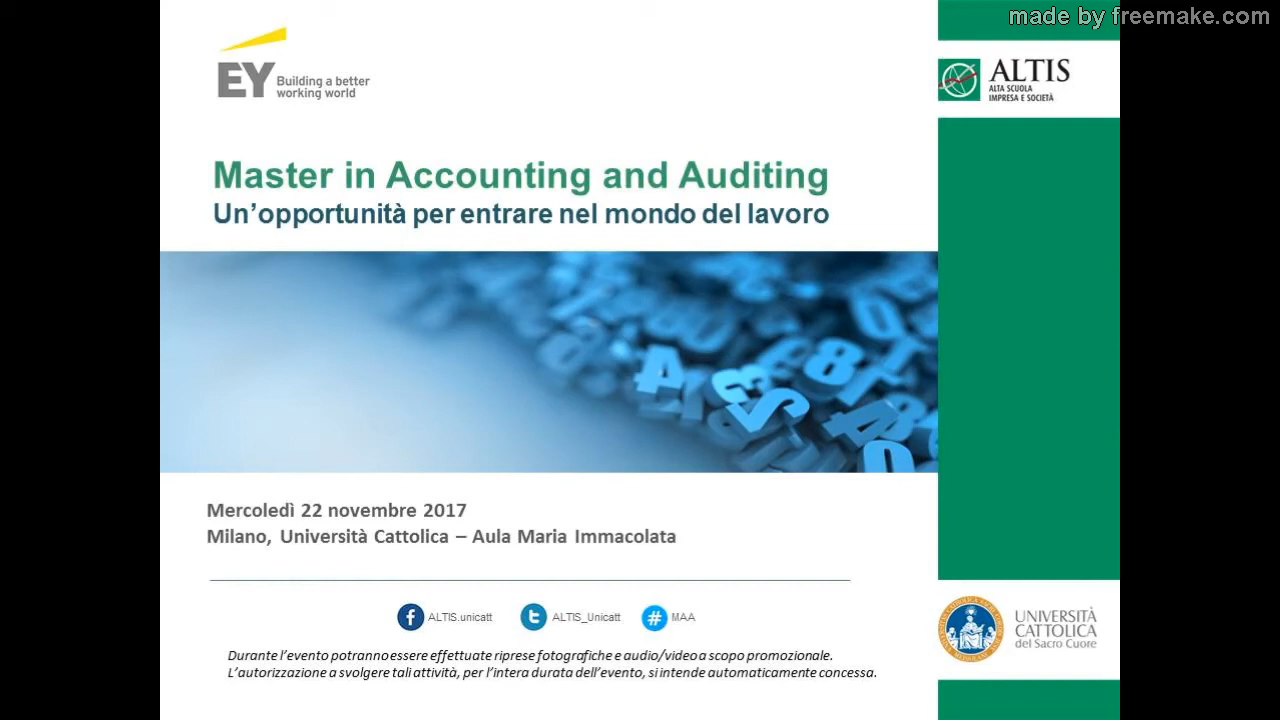 made by freemake.com
EY
Building a better
working world
ALTIS
ALTA SCUOLA
IMPRESA E SOCIETÀ
Master in Accounting and Auditing
Un'opportunità per entrare nel mondo del lavoro
Mercoledì 22 novembre 2017
Milano, Università Cattolica – Aula Maria Immacolata
ALTIS.unicatt
ALTIS_Unicatt
# MAA
Durante l'evento potranno essere effettuate riprese fotografiche e audio/video a scopo promozionale.
L'autorizzazione a svolgere tali attività, per l'intera durata dell'evento, si intende automaticamente concessa.
UNIVERSITÀ
CATTOLICA
del Sacro Cuore